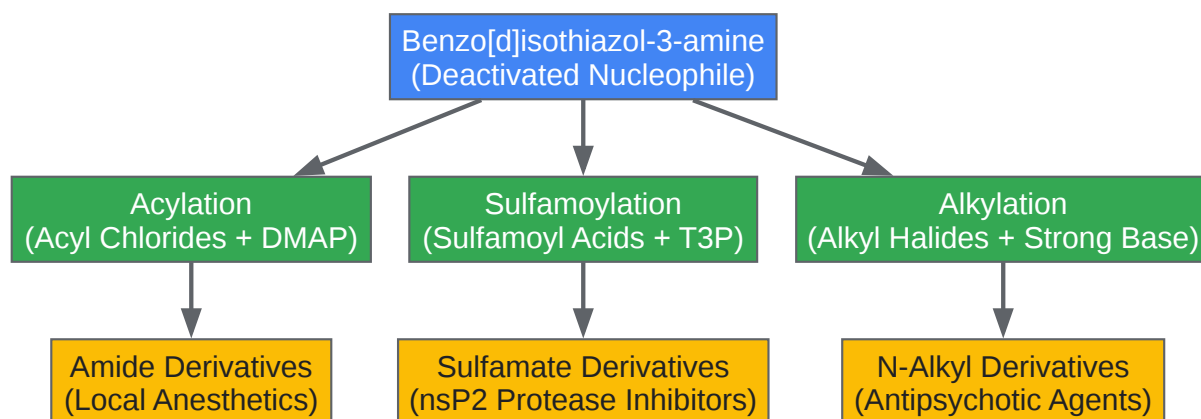 Benzo[d]isothiazol-3-amine
(Deactivated Nucleophile)
Acylation
(Acyl Chlorides + DMAP)
Sulfamoylation
(Sulfamoyl Acids + T3P)
Alkylation
(Alkyl Halides + Strong Base)
Amide Derivatives
(Local Anesthetics)
Sulfamate Derivatives
(nsP2 Protease Inhibitors)
N-Alkyl Derivatives
(Antipsychotic Agents)